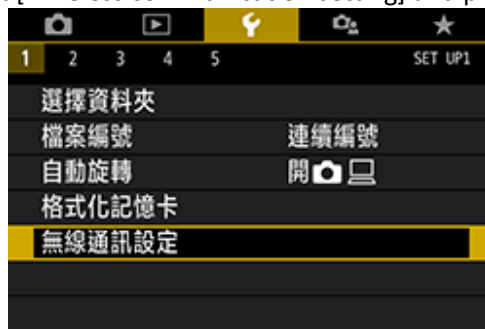 1 2 3 4 5 SET UP1
選擇資料夾
檔案編號 連續編號
自動旋轉 開
格式化記憶卡
無線通訊設定